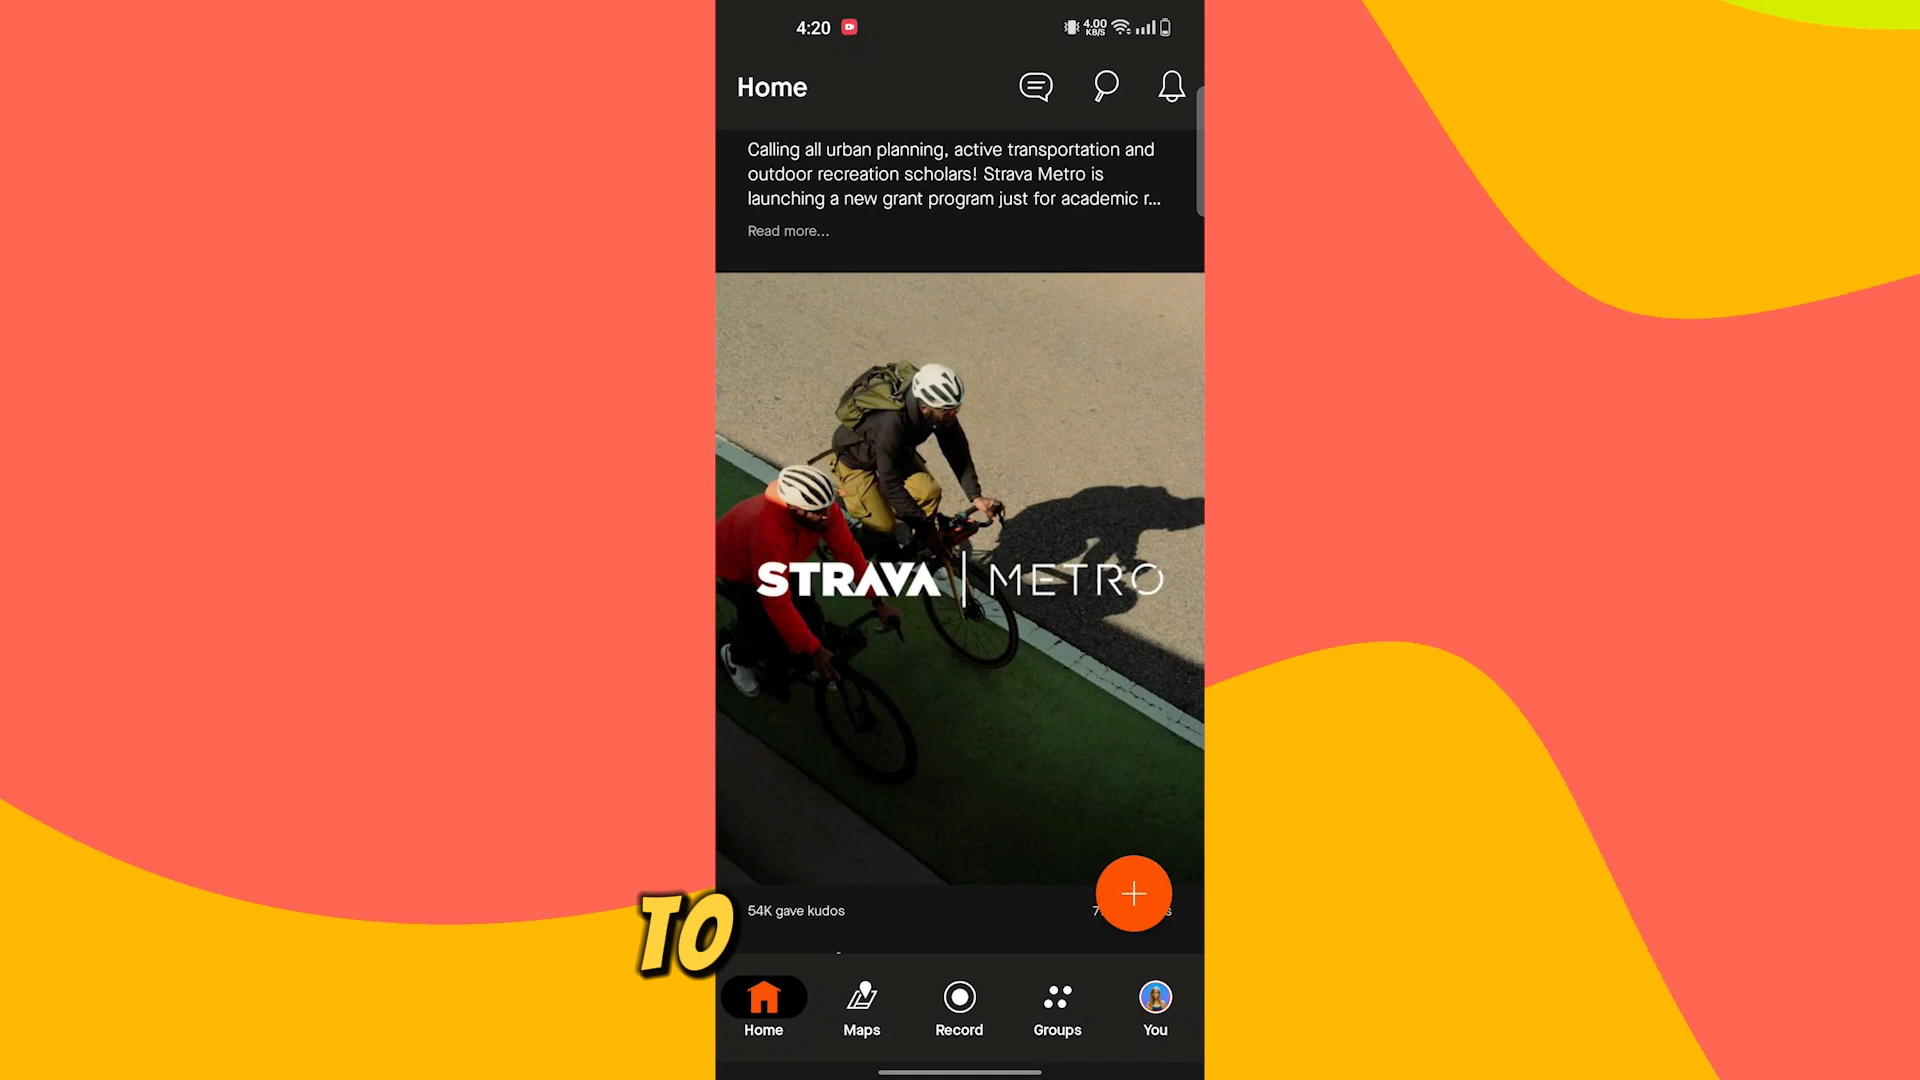 4:20
4.00
KB/S
Home
Calling all urban planning, active transportation and
outdoor recreation scholars! Strava Metro is
launching a new grant program just for academic r...
Read more...
STRAVA | METRO
54K gave kudos
TO
Home
Maps
Record
Groups
You